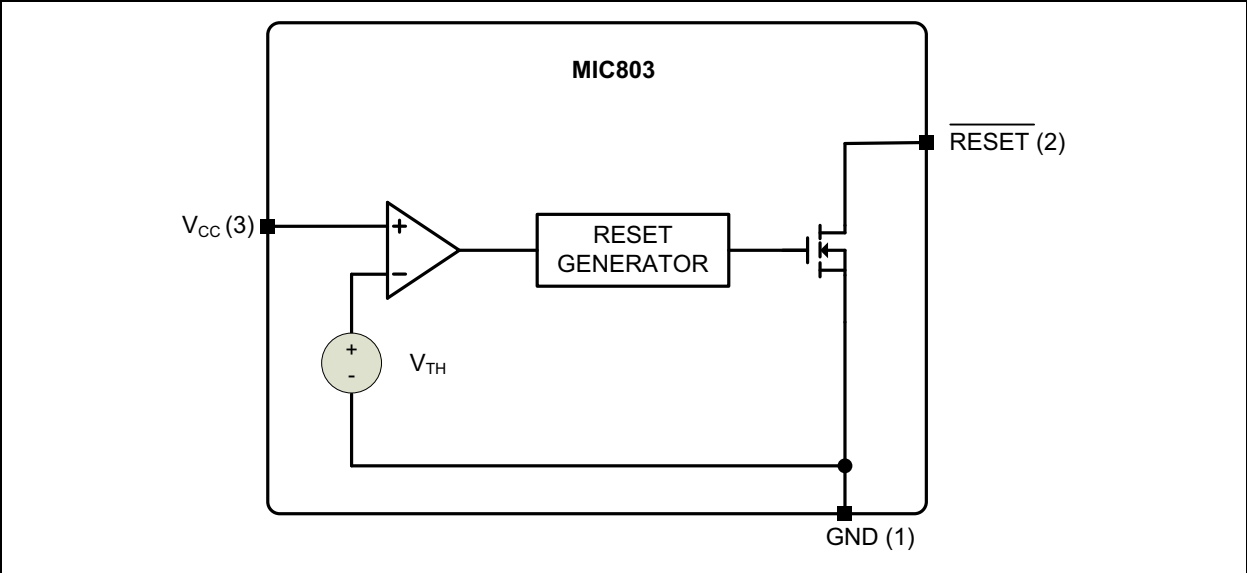 MIC803
RESET (2)
VCC (3)
+
−
RESET
GENERATOR
+
-
VTH
GND (1)